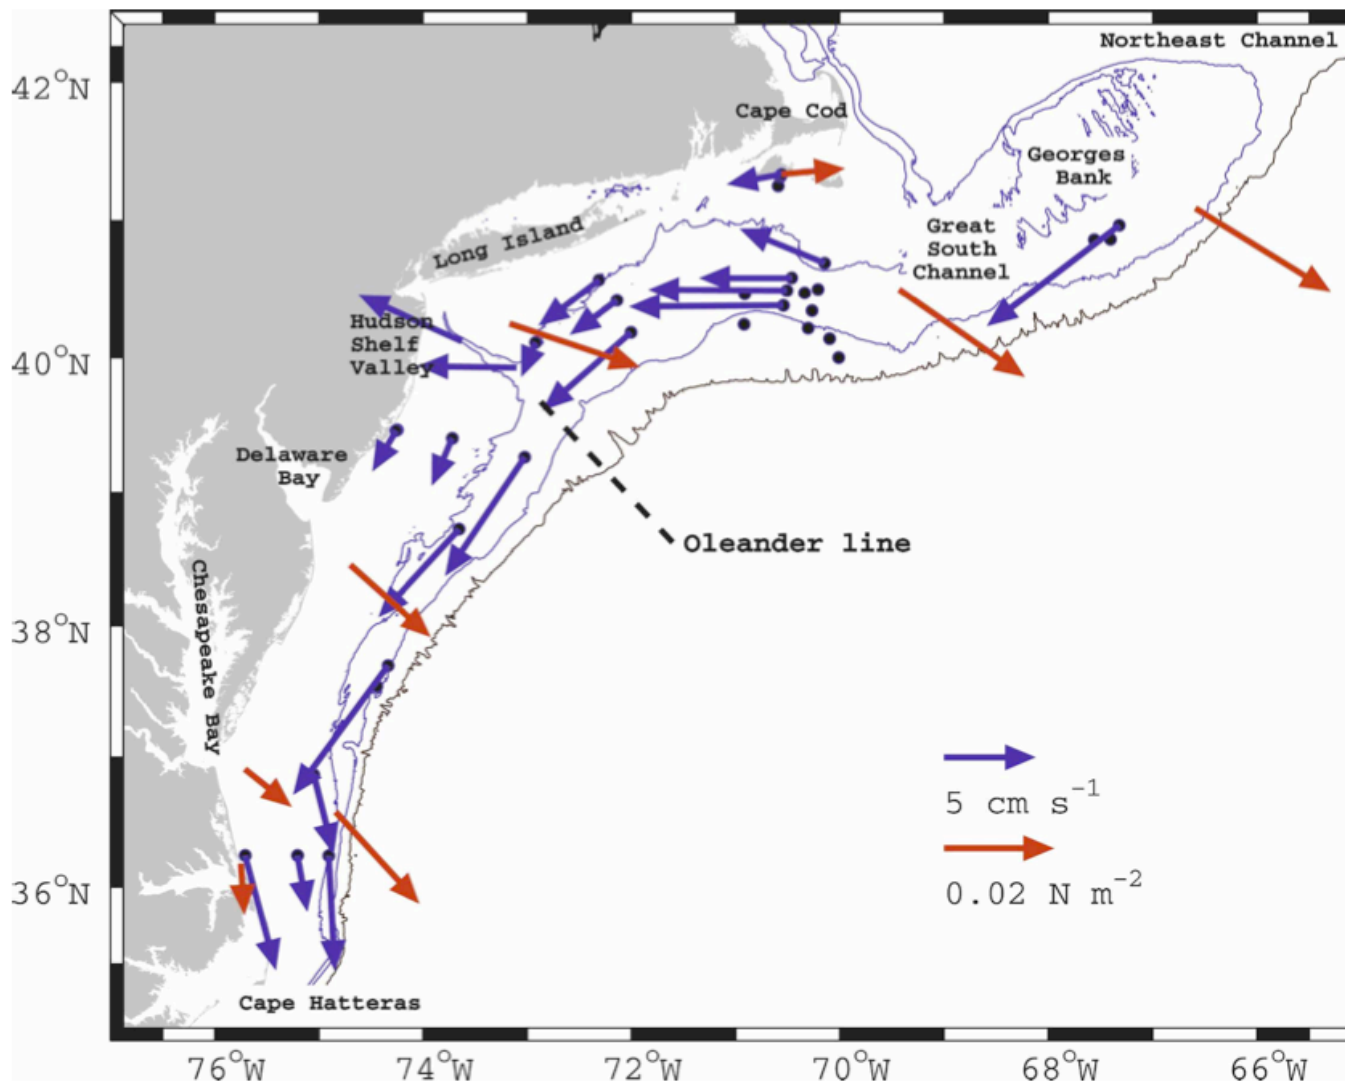 Northeast Channel
42°N
Cape Cod
Georges
Bank
Great
South
Channel
Long Island
Hudson
Shelf
Valley
40°N
Delaware
Bay
Oleander line
38°N
Chesapeake Bay
5 cm s⁻¹
0.02 N m⁻²
36°N
Cape Hatteras
76°W
74°W
72°W
70°W
68°W
66°W